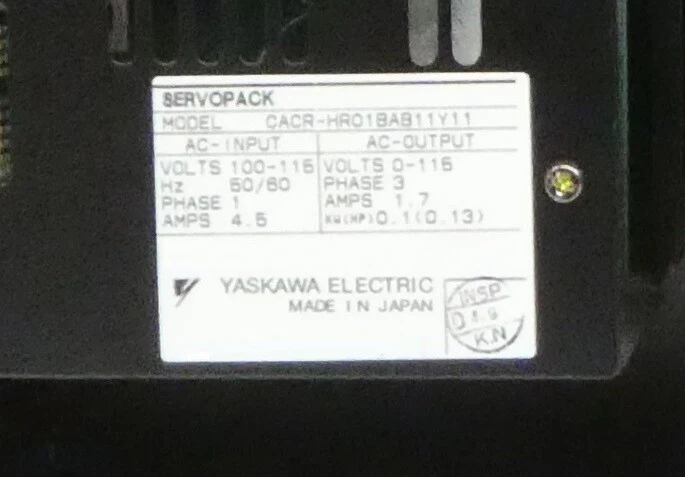 SERVOPACK
MODEL CACR-HR01BAB11Y11
AC-INPUT AC-OUTPUT
VOLTS 100-115 VOLTS 0-115
Hz 50/60 PHASE 3
PHASE 1 AMPS 1.7
AMPS 4.5 KW(HP) 0.1(0.13)
YASKAWA ELECTRIC
MADE IN JAPAN
INSP
K.N